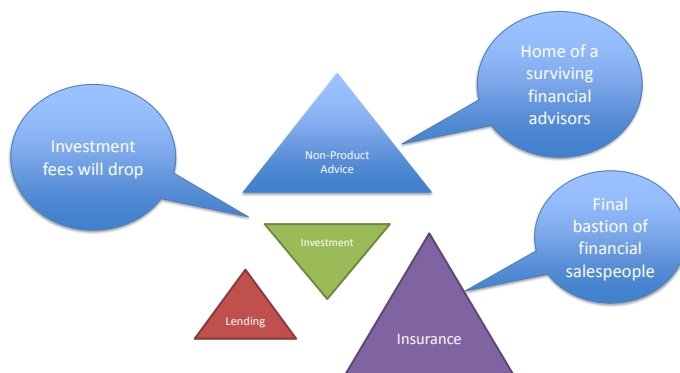 Home of a
surviving
financial
advisors
Investment
fees will drop
Non-Product
Advice
Final
bastion of
financial
salespeople
Investment
Lending
Insurance